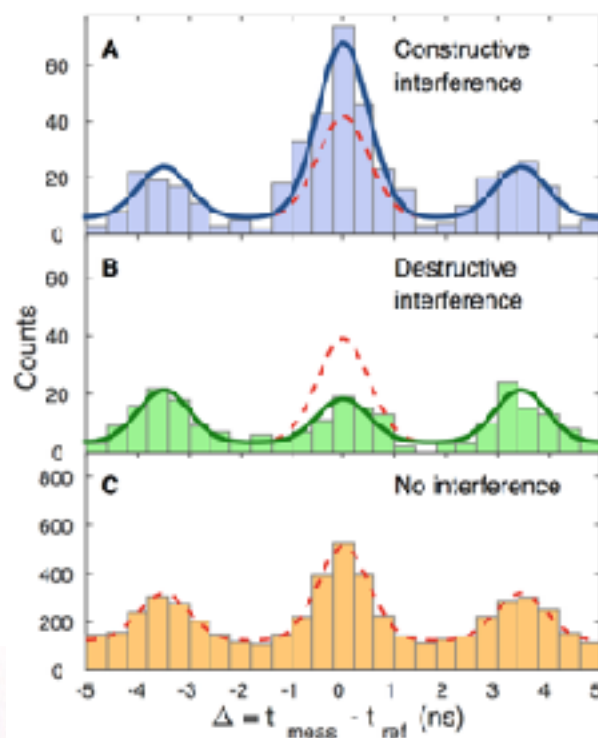 A
Constructive
interference
60
40
20
0
B
Destructive
interference
60
40
20
0
Counts
C
No interference
800
600
400
200
0
-5 -4 -3 -2 -1 0 1 2 3 4 5
Δ = t mess - t ref (ns)